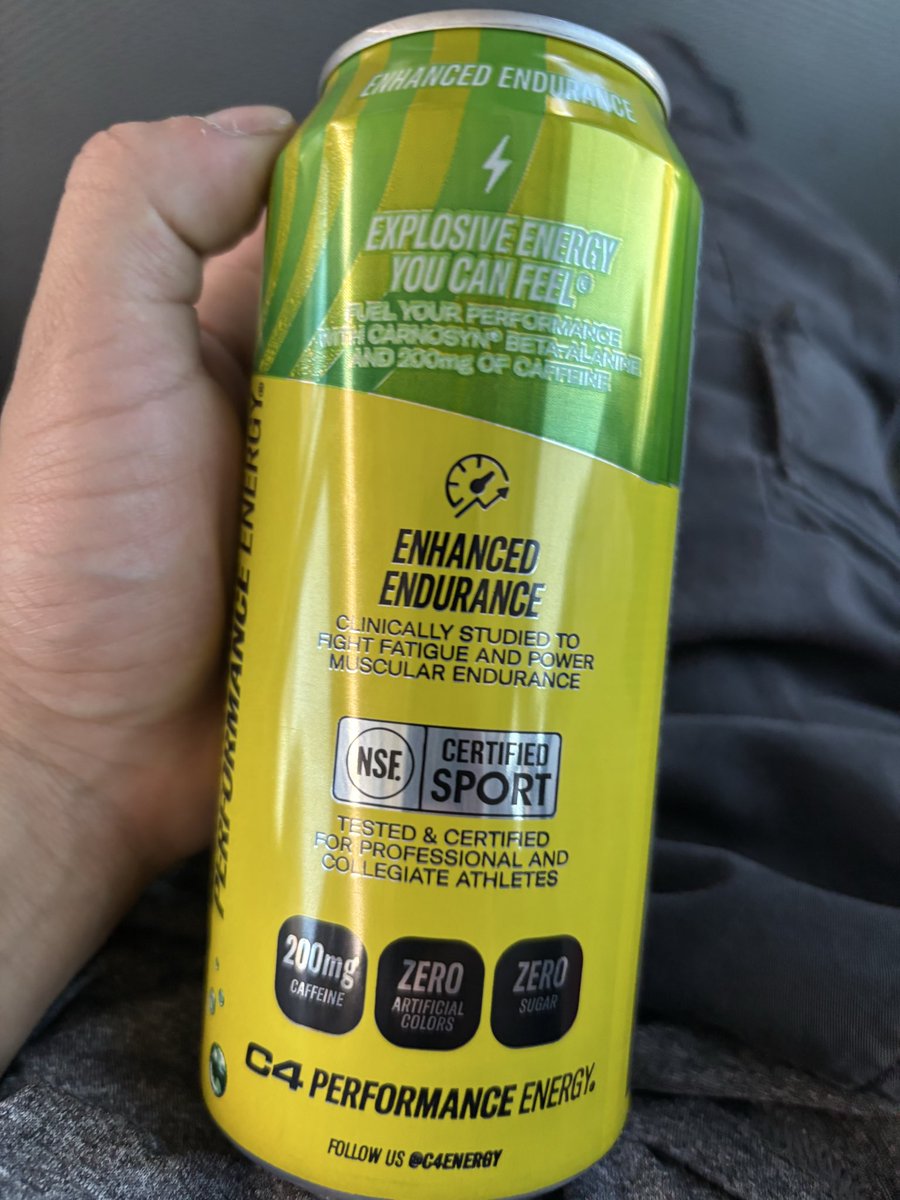 ENHANCED ENDURANCE
EXPLOSIVE ENERGY
YOU CAN FEEL®
FUEL YOUR PERFORMANCE
WITH CARNOSYN® BETA-ALANINE
AND 200mg OF CAFFEINE
PERFORMANCE ENERGY®
ENHANCED
ENDURANCE
CLINICALLY STUDIED TO
FIGHT FATIGUE AND POWER
MUSCULAR ENDURANCE
NSF.
CERTIFIED
SPORT
TESTED & CERTIFIED
FOR PROFESSIONAL AND
COLLEGIATE ATHLETES
200mg
CAFFEINE
ZERO
ARTIFICIAL
COLORS
ZERO
SUGAR
C4 PERFORMANCE ENERGY®
FOLLOW US @C4ENERGY